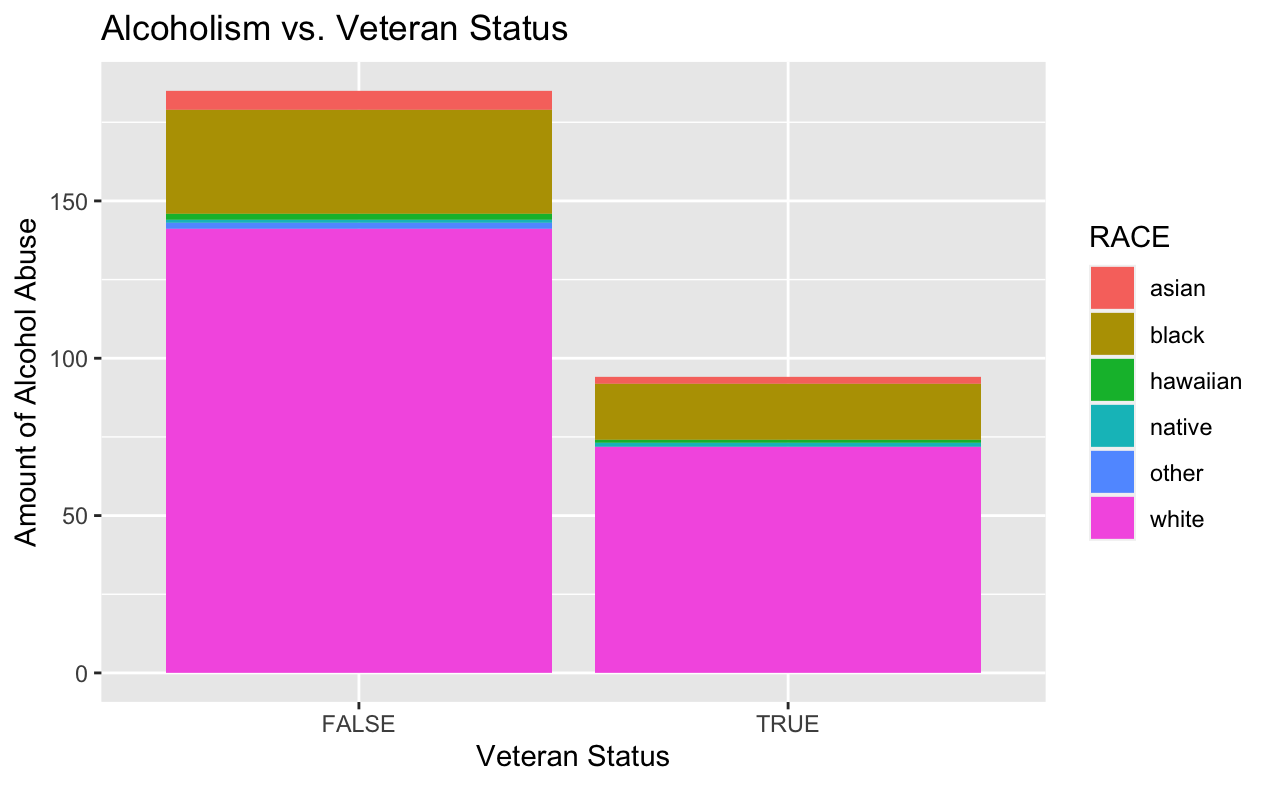 Alcoholism vs. Veteran Status
Amount of Alcohol Abuse
150
100
50
0
FALSE
TRUE
Veteran Status
RACE
asian
black
hawaiian
native
other
white